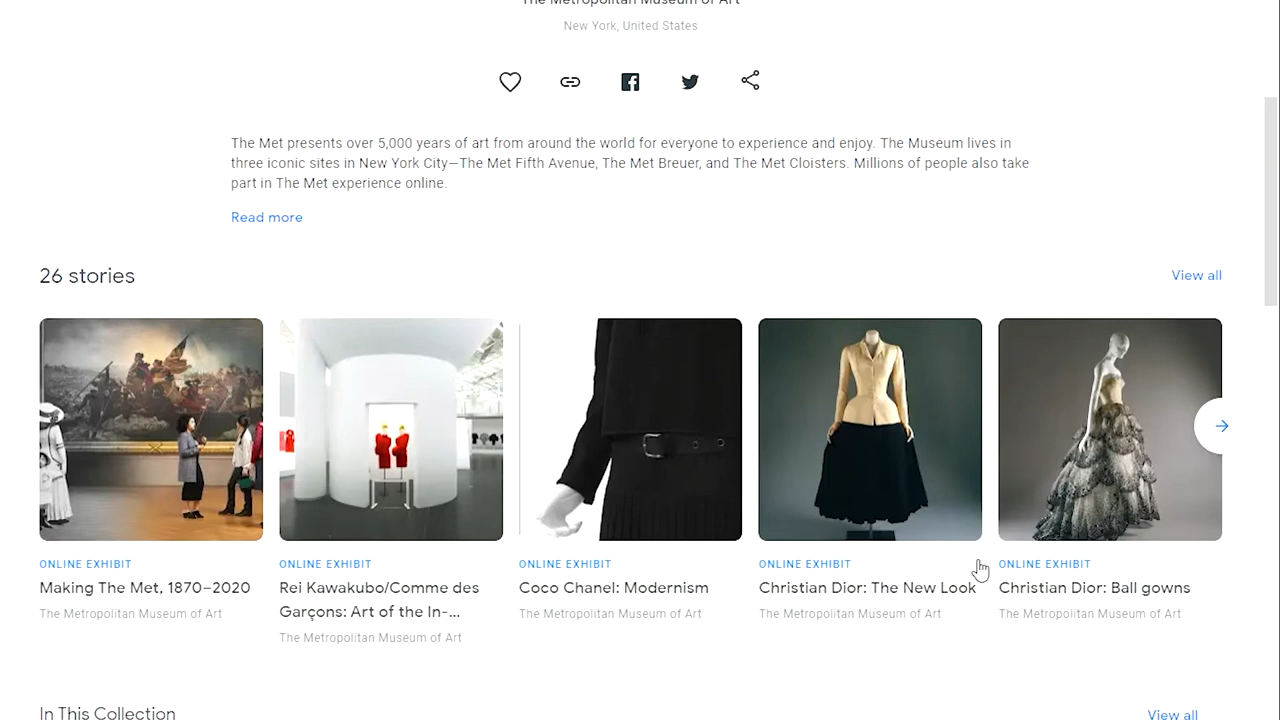 The Metropolitan Museum of Art
New York, United States
The Met presents over 5,000 years of art from around the world for everyone to experience and enjoy. The Museum lives in
three iconic sites in New York City—The Met Fifth Avenue, The Met Breuer, and The Met Cloisters. Millions of people also take
part in The Met experience online.
Read more
26 stories
View all
ONLINE EXHIBIT
Making The Met, 1870–2020
The Metropolitan Museum of Art
ONLINE EXHIBIT
Rei Kawakubo/Comme des
Garçons: Art of the In-...
The Metropolitan Museum of Art
ONLINE EXHIBIT
Coco Chanel: Modernism
The Metropolitan Museum of Art
ONLINE EXHIBIT
Christian Dior: The New Look
The Metropolitan Museum of Art
ONLINE EXHIBIT
Christian Dior: Ball gowns
The Metropolitan Museum of Art
In This Collection
View all